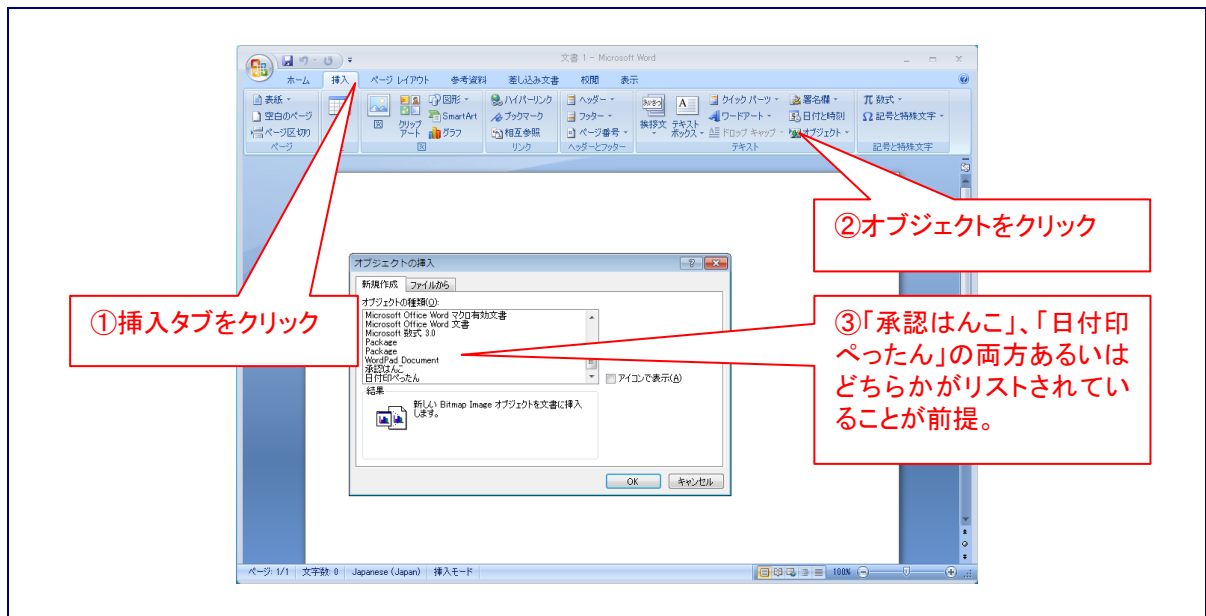 文書 1 - Microsoft Word
ホーム 挿入 ページ レイアウト 参考資料 差し込み文書 校閲 表示
表紙 図形 ハイパーリンク ヘッダー クイック パーツ 署名欄 π 数式
空白のページ SmartArt ブックマーク フッター ワードアート 日付と時刻 Ω 記号と特殊文字
ページ区切り 図 クリップアート グラフ 相互参照 ページ番号 挨拶文 テキストボックス ドロップ キャップ オブジェクト
ページ 図 リンク ヘッダーとフッター テキスト 記号と特殊文字
②オブジェクトをクリック
オブジェクトの挿入
新規作成 ファイルから
オブジェクトの種類(O):
Microsoft Office Word マクロ有効文書
Microsoft Office Word 文書
Microsoft 数式 3.0
Package
Package
WordPad Document
承認はんこ
日付印ぺったん
アイコンで表示(A)
結果
新しい Bitmap Image オブジェクトを文書に挿入
します。
OK キャンセル
①挿入タブをクリック
③「承認はんこ」、「日付印
ぺったん」の両方あるいは
どちらかがリストされてい
ることが前提。
ページ: 1/1 文字数: 0 Japanese (Japan) 挿入モード 100%